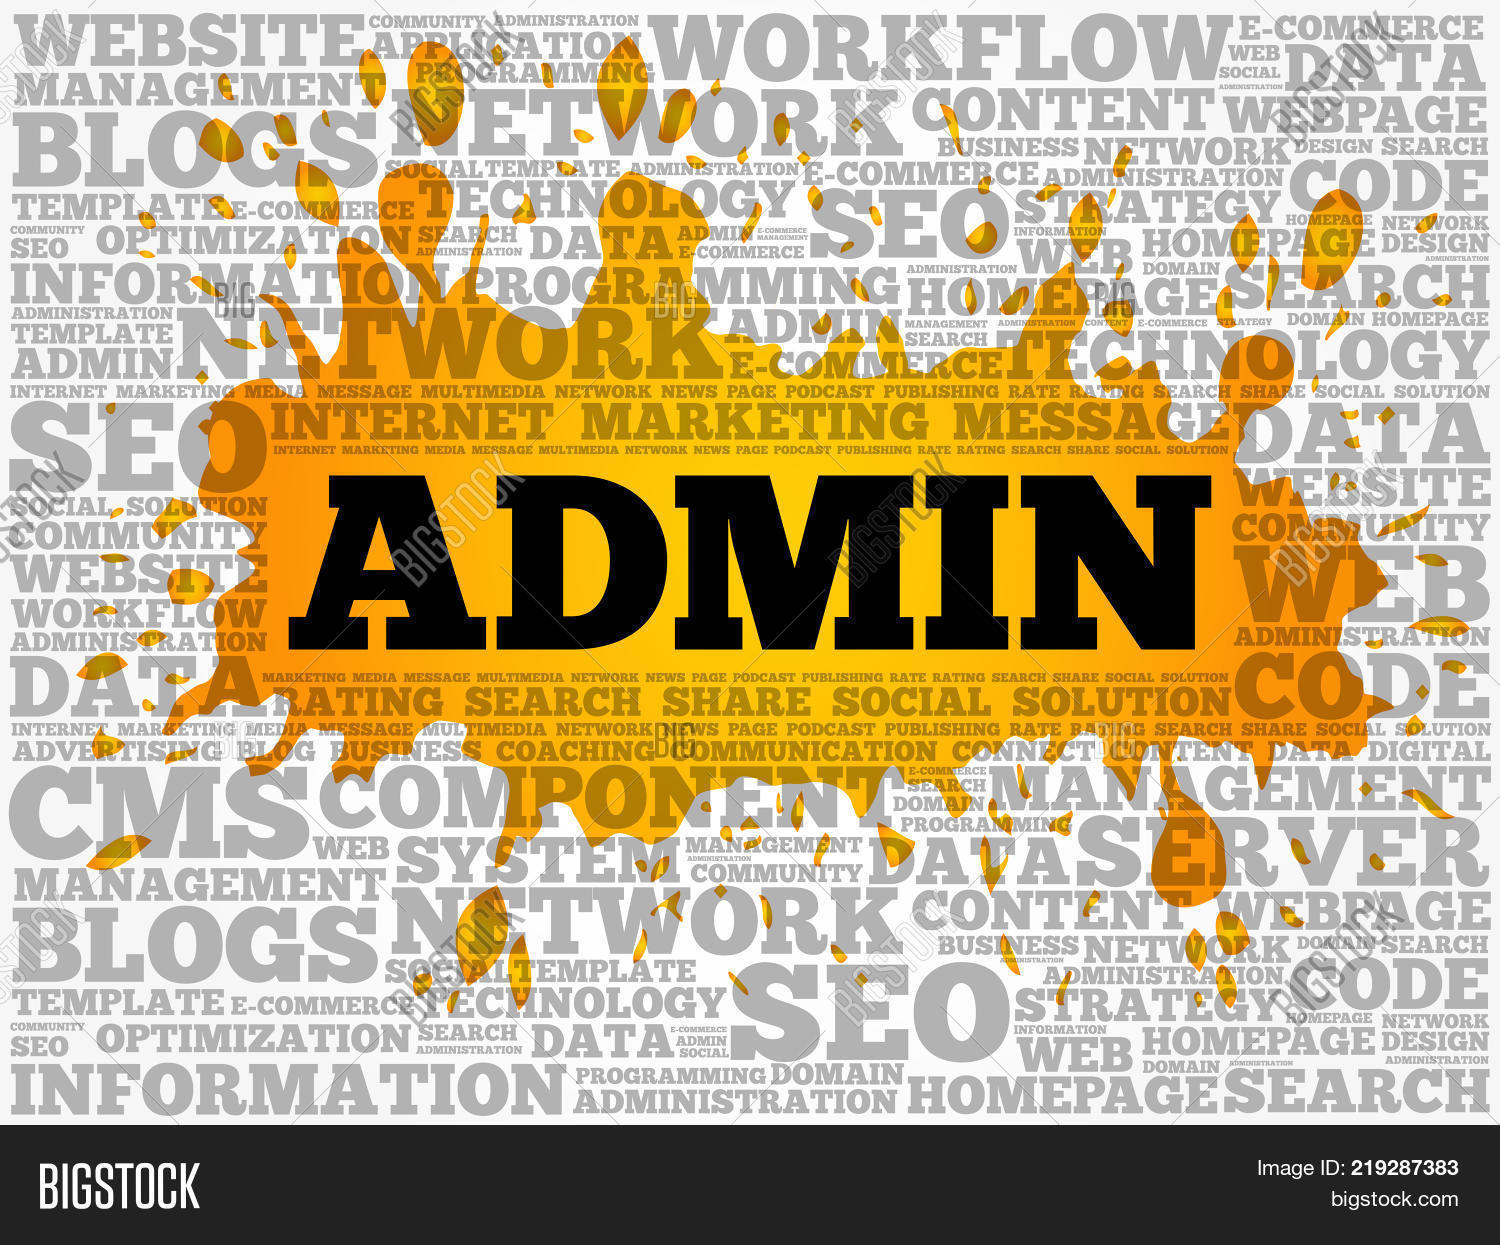 WEBSITE COMMUNITY ADMINISTRATION WORKFLOW E-COMMERCE
APPLICATION WEB DATA
MANAGEMENT PROGRAMMING SOCIAL
ADMINISTRATION
BLOGS NETWORK CONTENT WEBPAGE
BUSINESS NETWORK DESIGN SEARCH
SOCIAL TEMPLATE ADMINISTRATION E-COMMERCE ADMINISTRATION CODE
TEMPLATE E-COMMERCE TECHNOLOGY SEO STRATEGY HOMEPAGE NETWORK
COMMUNITY OPTIMIZATION SEARCH DATA ADMIN E-COMMERCE INFORMATION HOMEPAGE DESIGN
SEO ADMINISTRATION E-COMMERCE MANAGEMENT WEB DOMAIN ADMINISTRATION
INFORMATION PROGRAMMING ADMINISTRATION HOMEPAGE SEARCH
ADMINISTRATION NETWORK ADMIN MANAGEMENT ADMINISTRATION CONTENT E-COMMERCE STRATEGY DOMAIN HOMEPAGE
TEMPLATE SEARCH
ADMIN E-COMMERCE TECHNOLOGY
INTERNET MARKETING MEDIA MESSAGE MULTIMEDIA NETWORK NEWS PAGE PODCAST PUBLISHING RATE RATING SEARCH SHARE SOCIAL SOLUTION
SEO INTERNET MARKETING MESSAGE DATA
INTERNET MARKETING MEDIA MESSAGE MULTIMEDIA NETWORK NEWS PAGE PODCAST PUBLISHING RATE RATING SEARCH SHARE SOCIAL SOLUTION
ADMIN
SOCIAL SOLUTION WEBSITE
COMMUNITY COMMUNITY
WEBSITE WEB
WORKFLOW
ADMINISTRATION ADMINISTRATION
DATA MARKETING MEDIA MESSAGE MULTIMEDIA NETWORK NEWS PAGE PODCAST PUBLISHING RATE RATING SEARCH SHARE SOCIAL SOLUTION CODE
RATING SEARCH SHARE SOCIAL SOLUTION
INTERNET MARKETING MEDIA MESSAGE MULTIMEDIA NETWORK NEWS PAGE PODCAST PUBLISHING RATE RATING SEARCH SHARE SOCIAL SOLUTION
ADVERTISING BLOG BUSINESS COACHING COMMUNICATION CONNECTION CONTENT DATA DIGITAL
CMS COMPONENT E-COMMERCE MANAGEMENT
SEARCH
DOMAIN
WEB SYSTEM MANAGEMENT PROGRAMMING SERVER
ADMINISTRATION
MANAGEMENT COMMUNITY DATA
BLOGS NETWORK CONTENT WEBPAGE
BUSINESS NETWORK DOMAIN SEARCH
ADMINISTRATION
SOCIAL TEMPLATE SEO ADMINISTRATION CODE
TEMPLATE E-COMMERCE TECHNOLOGY STRATEGY HOMEPAGE NETWORK
COMMUNITY OPTIMIZATION SEARCH DATA E-COMMERCE INFORMATION HOMEPAGE DESIGN
SEO ADMINISTRATION ADMIN WEB DOMAIN ADMINISTRATION ADMINISTRATION
SOCIAL
INFORMATION PROGRAMMING DOMAIN HOMEPAGE SEARCH
ADMINISTRATION
BIGSTOCK
Image ID: 219287383
bigstock.com